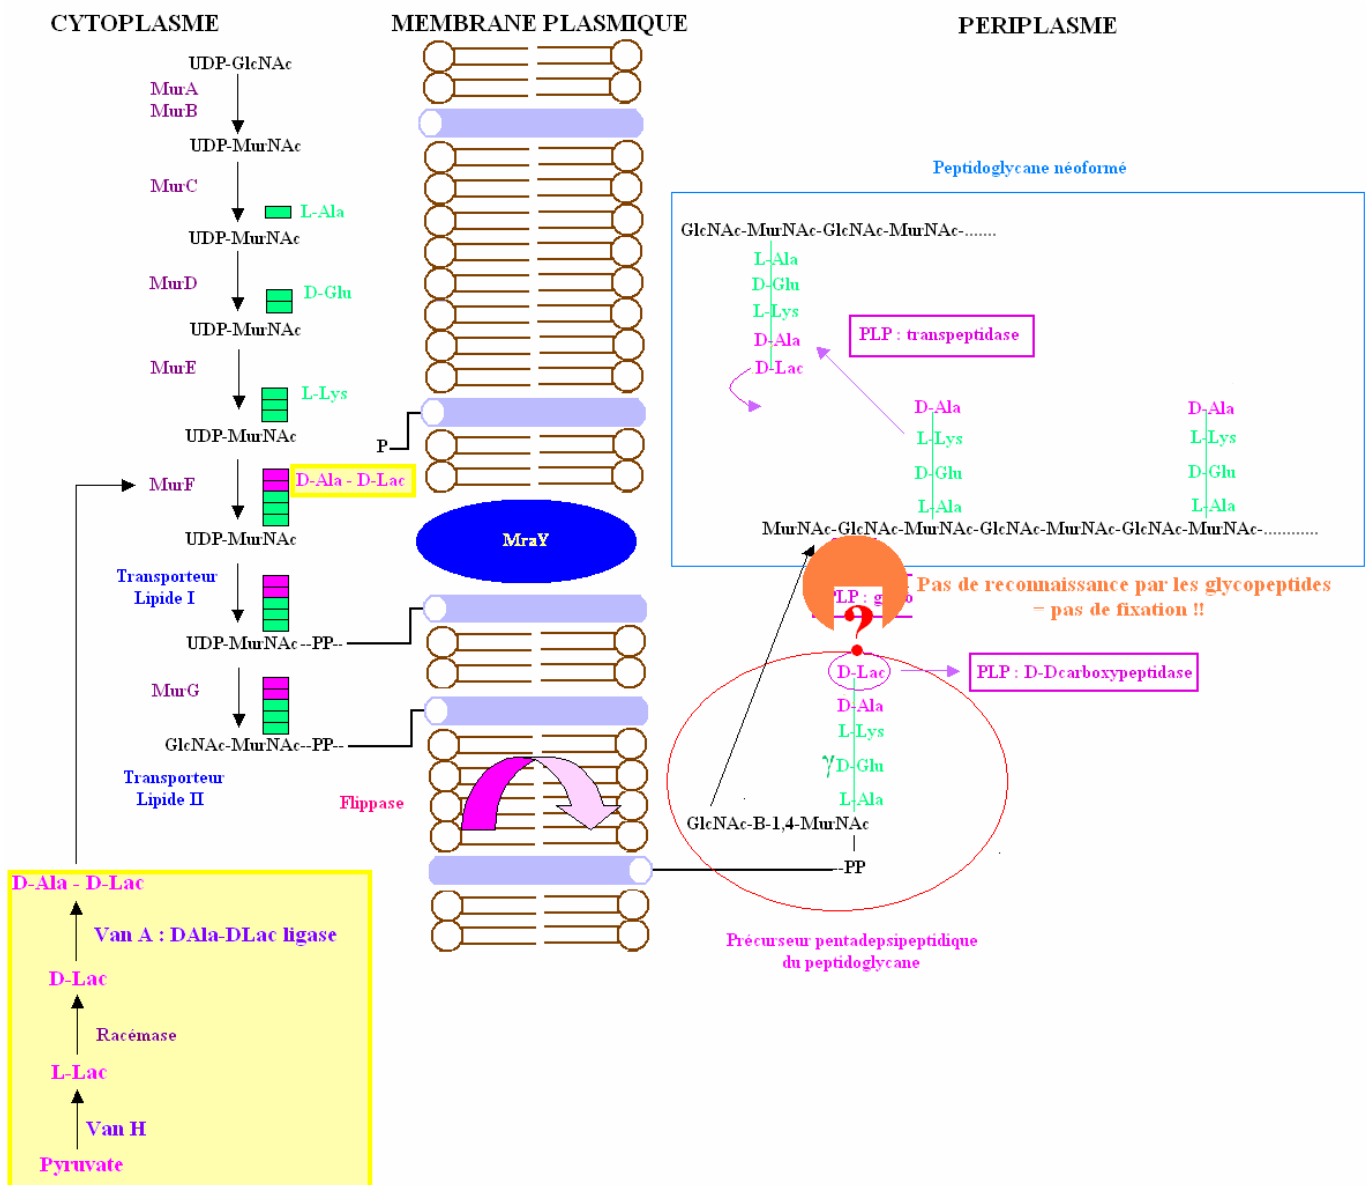 CYTOPLASME
MEMBRANE PLASMIQUE
PERIPLASME
UDP-GlcNAc
MurA
MurB
UDP-MurNAc
MurC
L-Ala
UDP-MurNAc
MurD
D-Glu
UDP-MurNAc
MurE
L-Lys
UDP-MurNAc
P
MurF
D-Ala - D-Lac
UDP-MurNAc
MraY
Transporteur
Lipide I
UDP-MurNAc--PP--
MurG
GlcNAc-MurNAc--PP--
Transporteur
Lipide II
Flippase
D-Ala - D-Lac
Van A : DAla-DLac ligase
D-Lac
Racémase
L-Lac
Van H
Pyruvate
Peptidoglycane néoformé
GlcNAc-MurNAc-GlcNAc-MurNAc-.......
L-Ala
D-Glu
L-Lys
D-Ala
D-Lac
PLP : transpeptidase
D-Ala
L-Lys
D-Glu
L-Ala
D-Ala
L-Lys
D-Glu
L-Ala
MurNAc-GlcNAc-MurNAc-GlcNAc-MurNAc-GlcNAc-MurNAc-............
Pas de reconnaissance par les glycopeptides
= pas de fixation !!
?
D-Lac
PLP : D-Dcarboxypeptidase
D-Ala
L-Lys
γD-Glu
L-Ala
GlcNAc-B-1,4-MurNAc
--PP
Précurseur pentadepsipeptidique
du peptidoglycane